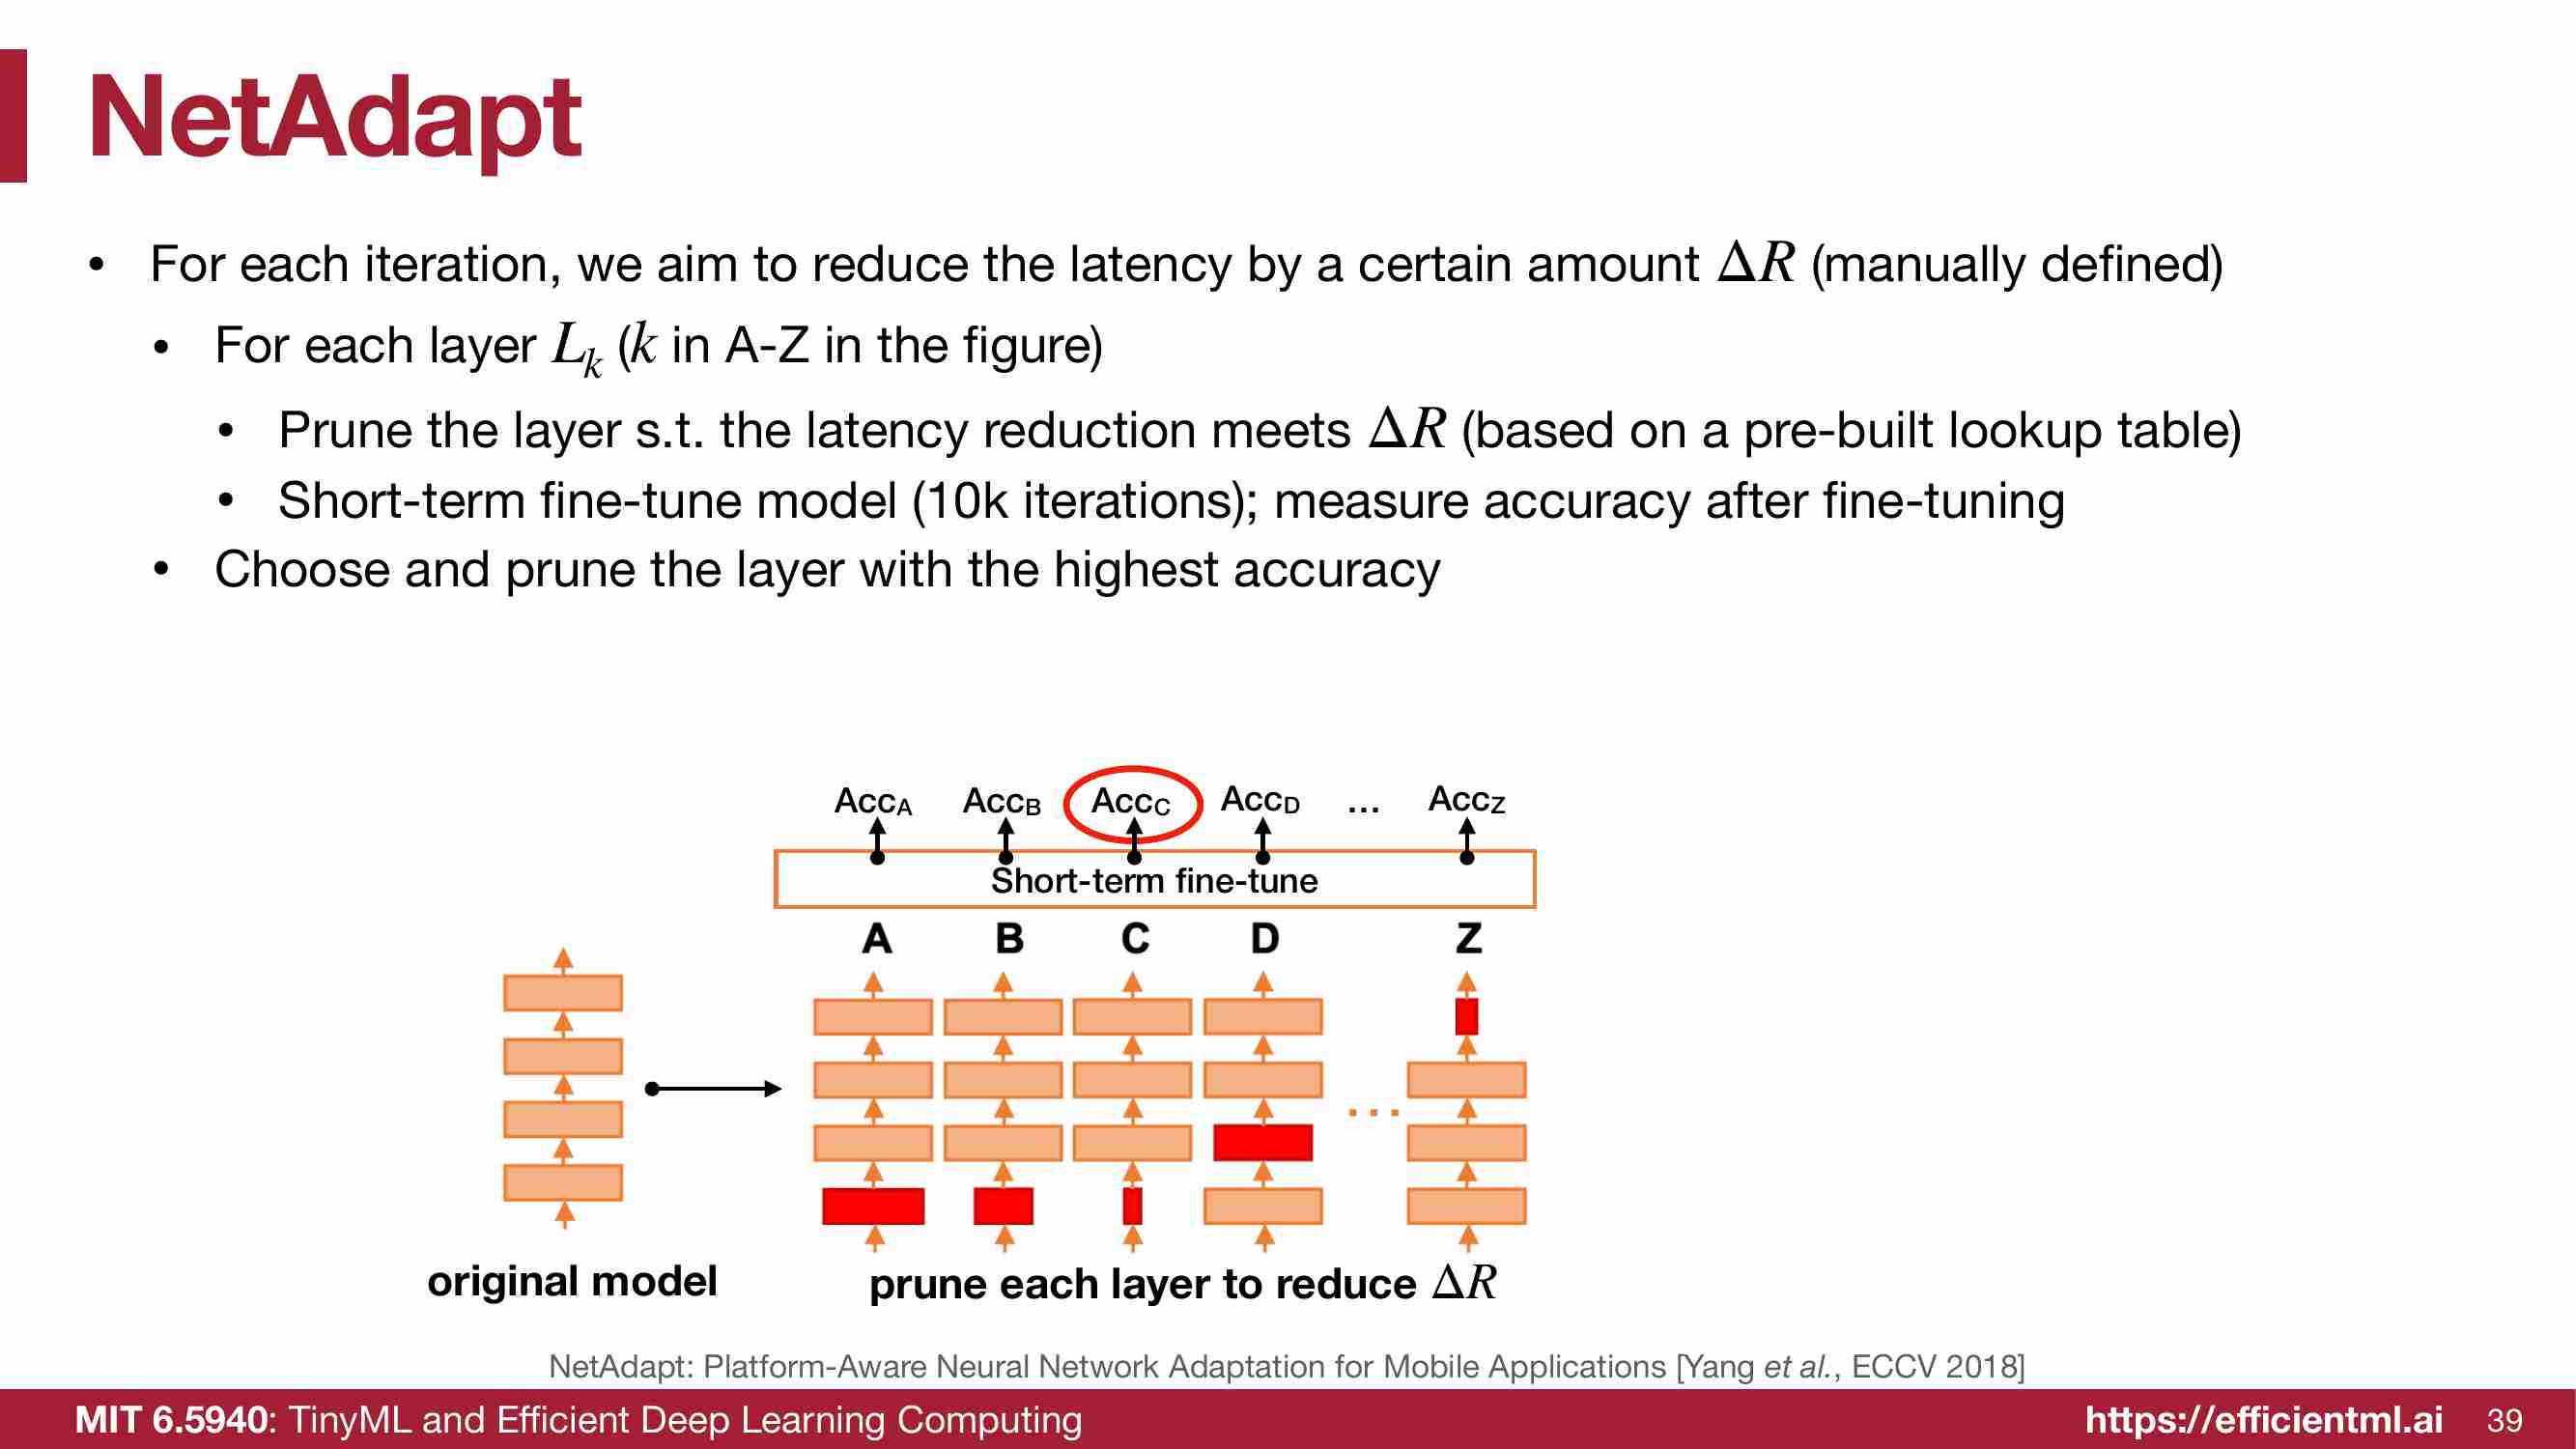 NetAdapt
• For each iteration, we aim to reduce the latency by a certain amount ΔR (manually defined)
• For each layer L_k (k in A-Z in the figure)
• Prune the layer s.t. the latency reduction meets ΔR (based on a pre-built lookup table)
• Short-term fine-tune model (10k iterations); measure accuracy after fine-tuning
• Choose and prune the layer with the highest accuracy
Acc_A Acc_B Acc_C Acc_D ... Acc_Z
Short-term fine-tune
A B C D Z
...
original model
prune each layer to reduce ΔR
NetAdapt: Platform-Aware Neural Network Adaptation for Mobile Applications [Yang et al., ECCV 2018]
MIT 6.5940: TinyML and Efficient Deep Learning Computing
https://efficientml.ai 39